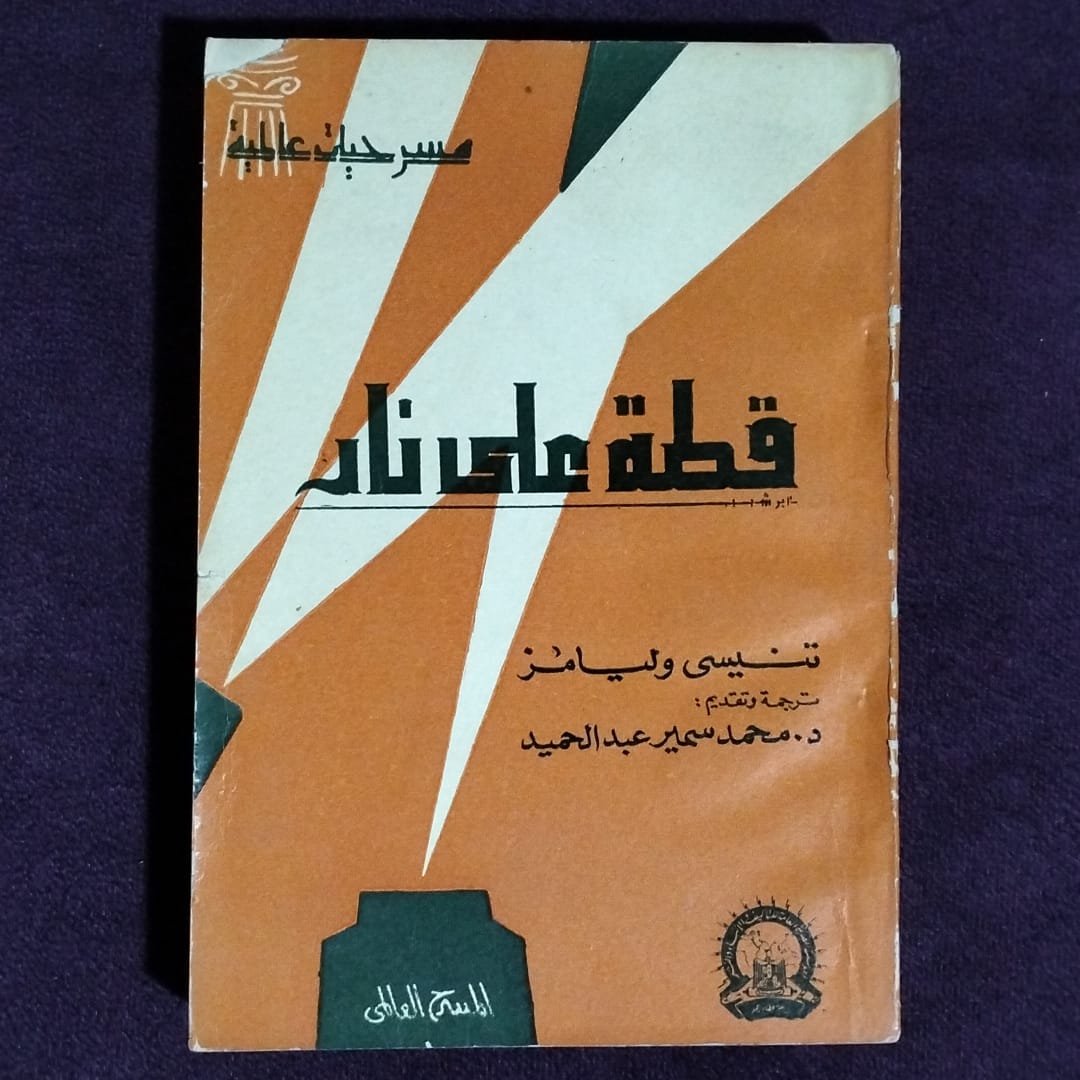 مسرحيات عالمية
قطة على نار
تنيسى وليامز
ترجمة وتقديم :
د. محمد سمير عبد الحميد
المسرح العالمى